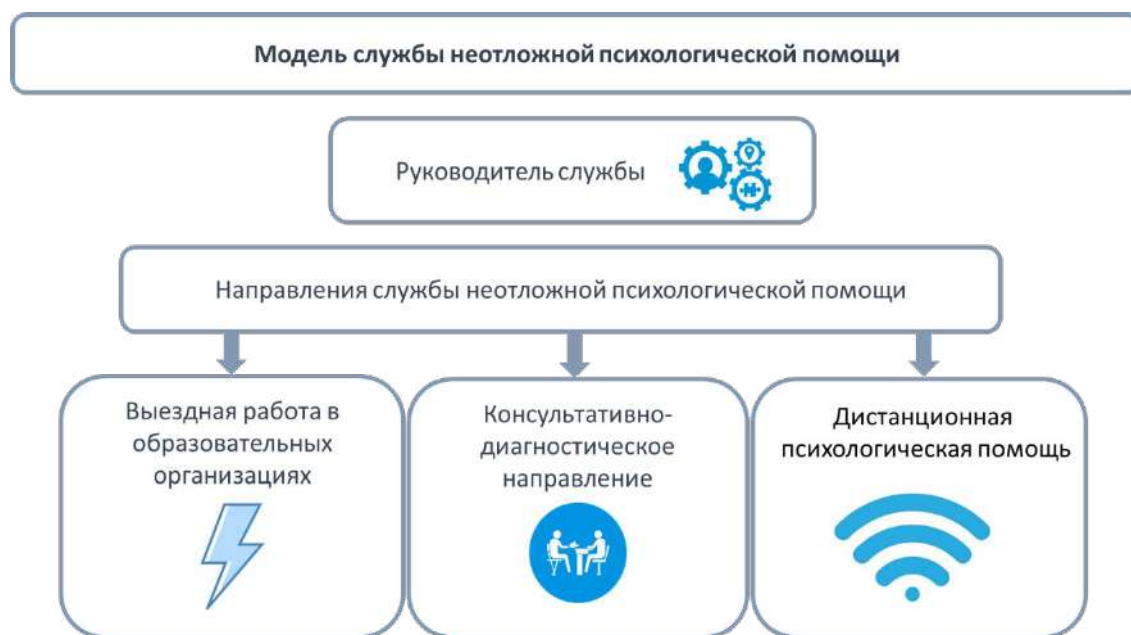 Модель службы неотложной психологической помощи
Руководитель службы
Направления службы неотложной психологической помощи
Выездная работа в
образовательных
организациях
Консультативно-
диагностическое
направление
Дистанционная
психологическая помощь